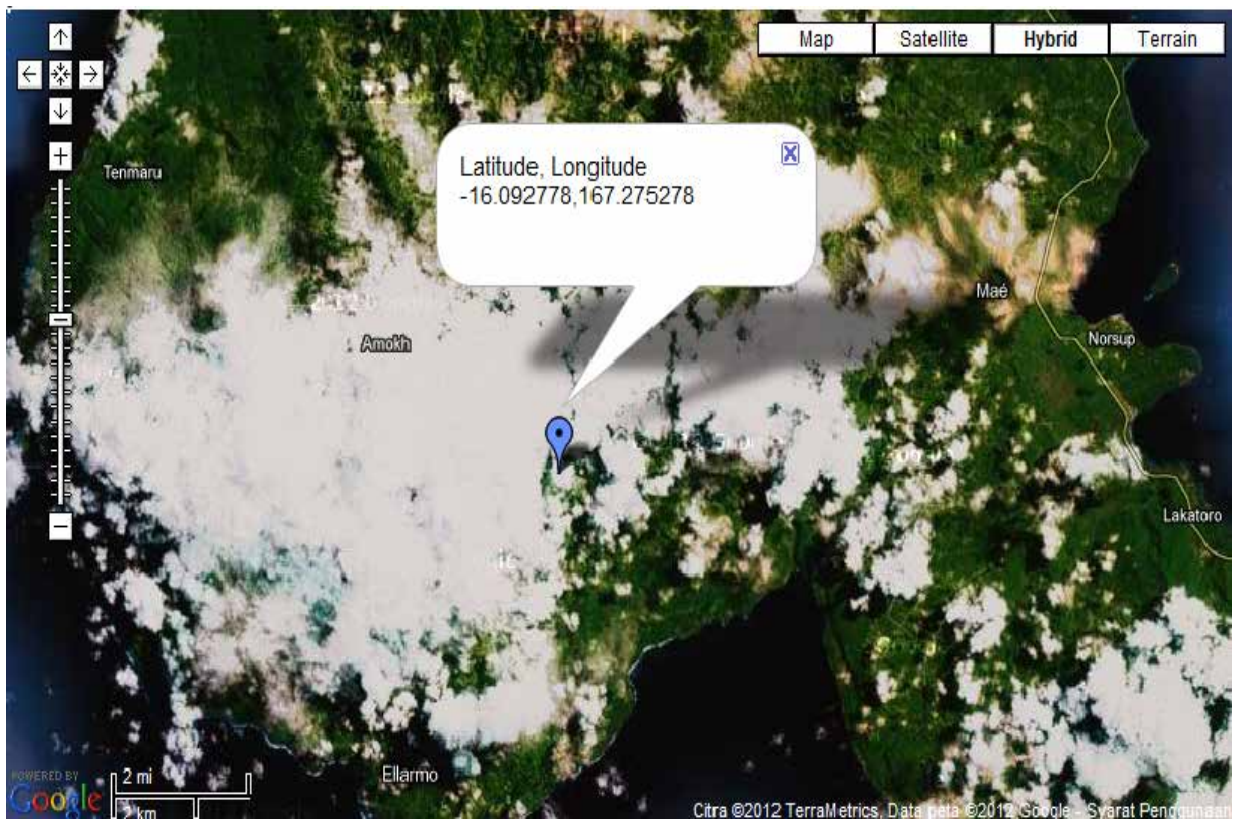 Map Satellite Hybrid Terrain
Tenmaru
Latitude, Longitude
-16.092778,167.275278
Maé
Amokh
Norsup
Lakatoro
Ellarmo
POWERED BY
Google
2 mi
2 km
Citra ©2012 TerraMetrics, Data peta ©2012 Google - Syarat Penggunaan